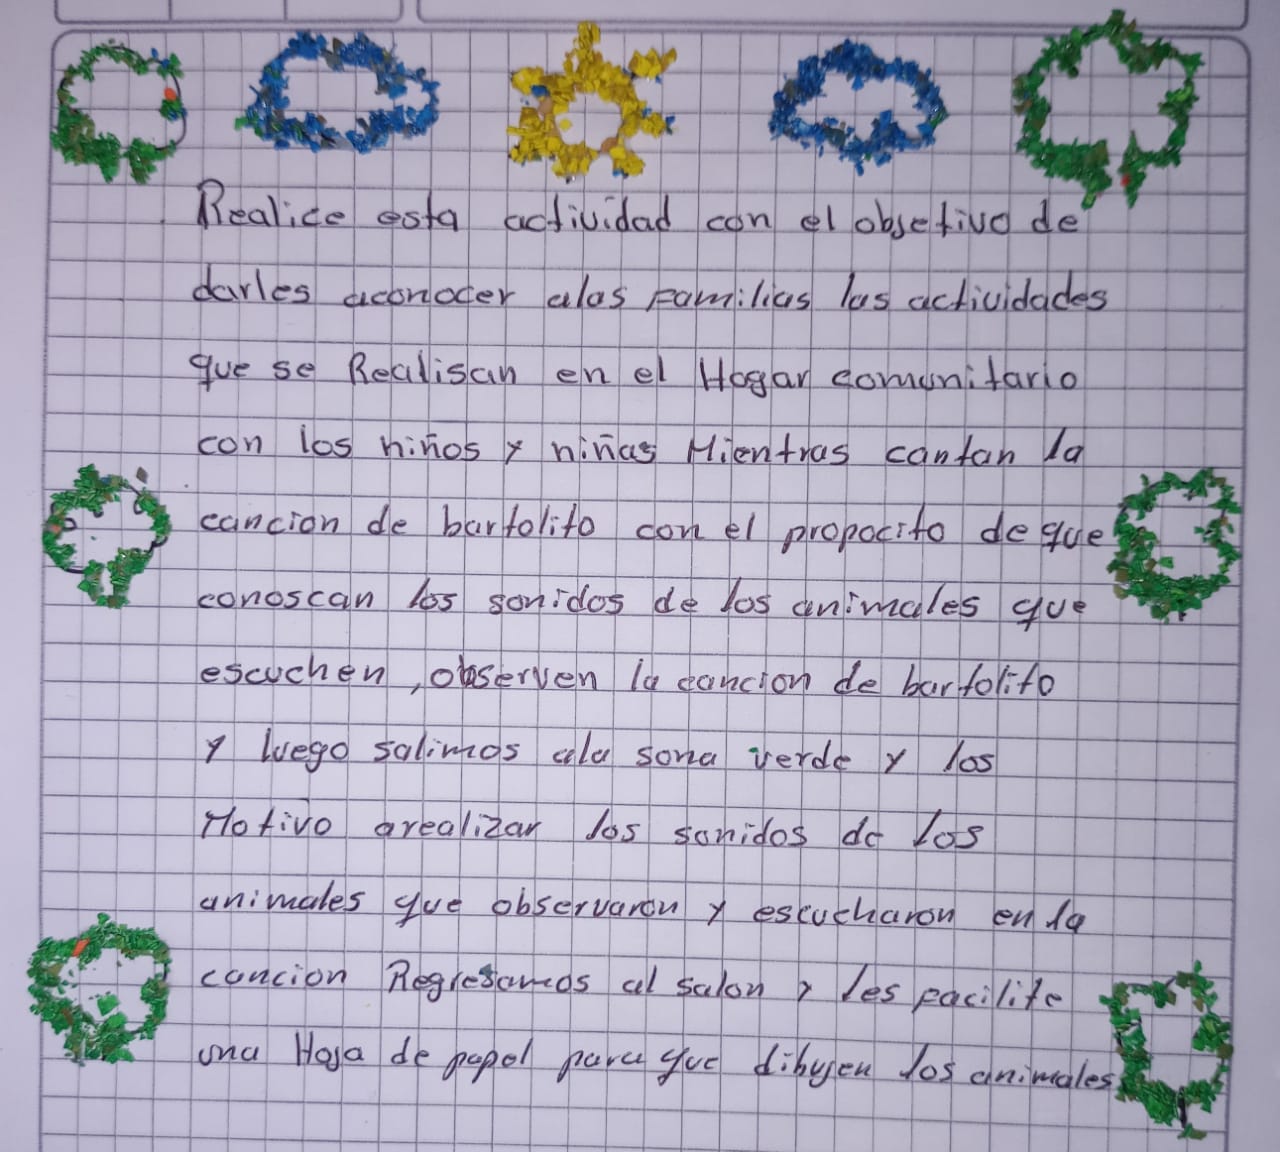 Realice esta actividad con el objetivo de
darles aconocer alas Familias las actividades
que se Realisan en el Hogar comunitario
con los niños y niñas Mientras cantan la
cancion de bartolito con el propocito de que
conoscan los sonidos de los animales que
escuchen, observen la cancion de bartolito
y luego salimos ala sona verde y los
Motivo arealizar los sonidos de los
animales que observaron y escucharon en la
cancion Regresamos al salon y les facilite
una Hoja de papel para que dibujen los animales